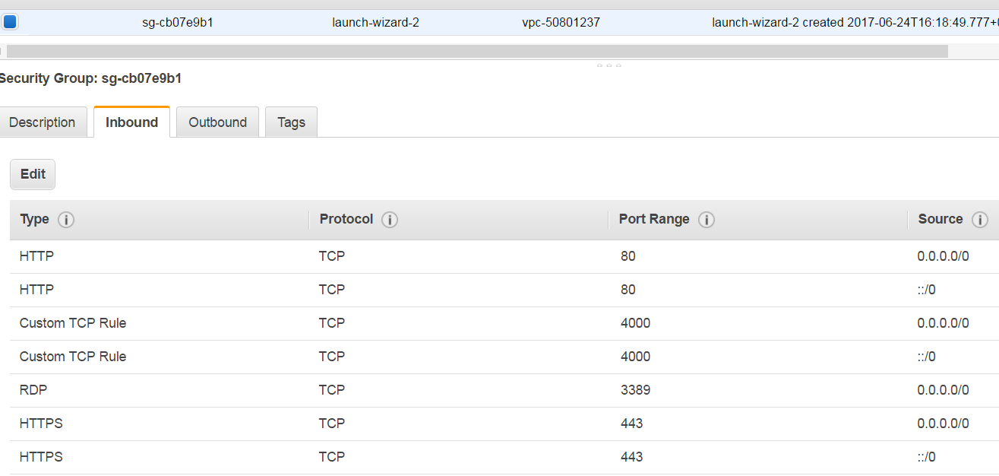 sg-cb07e9b1 launch-wizard-2 vpc-50801237 launch-wizard-2 created 2017-06-24T16:18:49.777+
Security Group: sg-cb07e9b1
Description Inbound Outbound Tags
Edit
Type Protocol Port Range Source
HTTP TCP 80 0.0.0.0/0
HTTP TCP 80 ::/0
Custom TCP Rule TCP 4000 0.0.0.0/0
Custom TCP Rule TCP 4000 ::/0
RDP TCP 3389 0.0.0.0/0
HTTPS TCP 443 0.0.0.0/0
HTTPS TCP 443 ::/0